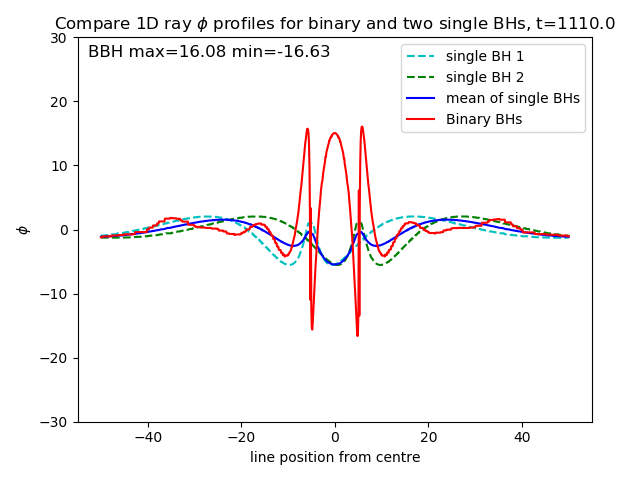 Compare 1D ray ϕ profiles for binary and two single BHs, t=1110.0
BBH max=16.08 min=-16.63
single BH 1
single BH 2
mean of single BHs
Binary BHs
30
20
10
0
−10
−20
−30
ϕ
−40
−20
0
20
40
line position from centre